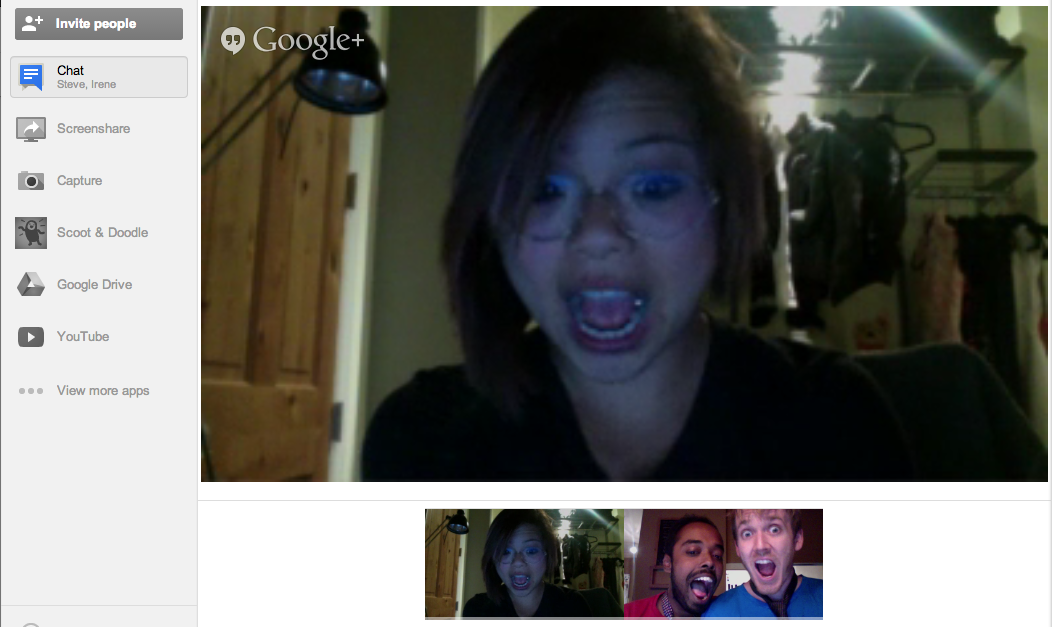 Invite people
Google+
Chat
Steve, Irene
Screenshare
Capture
Scoot & Doodle
Google Drive
YouTube
View more apps